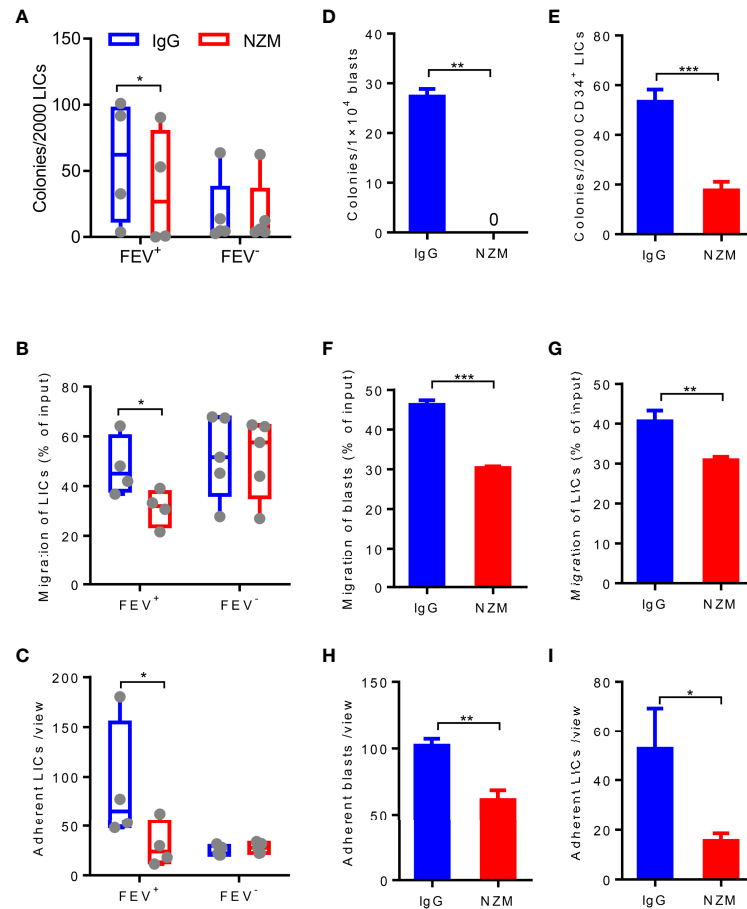 A
IgG NZM
Colonies/2000 LICs
150
100
50
0
*
FEV+ FEV-
D
Colonies/1×10^4 blasts
40
30
20
10
0
**
0
IgG NZM
E
Colonies/2000 CD34+ LICs
80
60
40
20
0
***
IgG NZM
B
Migration of LICs (% of input)
80
60
40
20
0
*
FEV+ FEV-
F
Migration of blasts (% of input)
50
40
30
20
10
0
***
IgG NZM
G
Migration of LICs (% of input)
50
40
30
20
10
0
**
IgG NZM
C
Adherent LICs /view
200
150
100
50
0
*
FEV+ FEV-
H
Adherent blasts /view
150
100
50
0
**
IgG NZM
I
Adherent LICs /view
80
60
40
20
0
*
IgG NZM